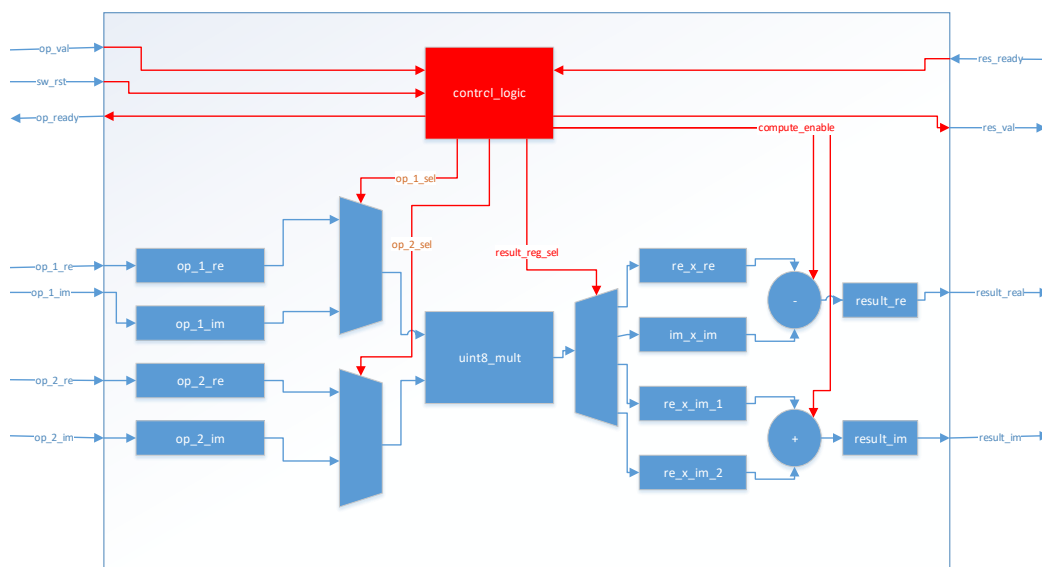 op_val
sw_rst
op_ready
control_logic
res_ready
res_val
compute_enable
op_1_sel
op_2_sel
result_reg_sel
op_1_re
op_1_re
op_1_im
op_1_im
op_2_re
op_2_re
op_2_im
op_2_im
uint8_mult
re_x_re
im_x_im
re_x_im_1
re_x_im_2
-
+
result_re
result_real
result_im
result_im